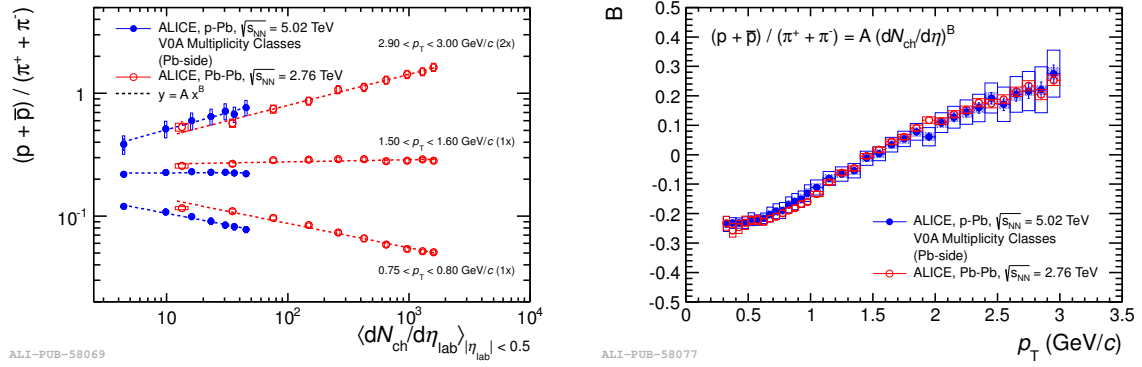 (p + p̅) / (π⁺ + π⁻)
ALICE, p-Pb, √sNN = 5.02 TeV
V0A Multiplicity Classes
(Pb-side)
ALICE, Pb-Pb, √sNN = 2.76 TeV
y = A x^B
2.90 < pT < 3.00 GeV/c (2x)
1.50 < pT < 1.60 GeV/c (1x)
0.75 < pT < 0.80 GeV/c (1x)
1
10⁻¹
1 10 10² 10³ 10⁴
⟨dNch/dηlab⟩|ηlab| < 0.5
ALI-PUB-58069
B
(p + p̅) / (π⁺ + π⁻) = A (dNch/dη)^B
0.5
0.4
0.3
0.2
0.1
0
-0.1
-0.2
-0.3
-0.4
-0.5
ALICE, p-Pb, √sNN = 5.02 TeV
V0A Multiplicity Classes
(Pb-side)
ALICE, Pb-Pb, √sNN = 2.76 TeV
0 0.5 1 1.5 2 2.5 3 3.5
pT (GeV/c)
ALI-PUB-58077